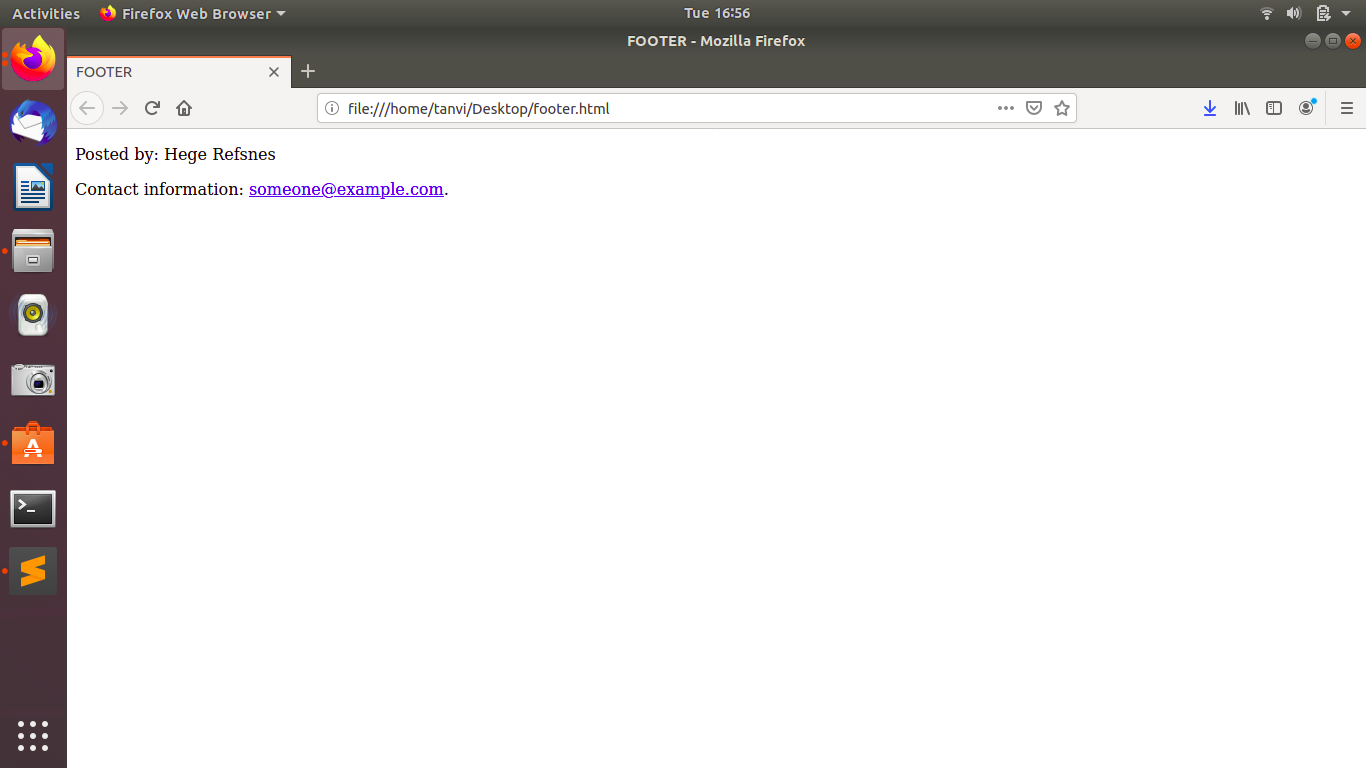 Activities Firefox Web Browser Tue 16:56
FOOTER - Mozilla Firefox
FOOTER
file:///home/tanvi/Desktop/footer.html
Posted by: Hege Refsnes
Contact information: someone@example.com.